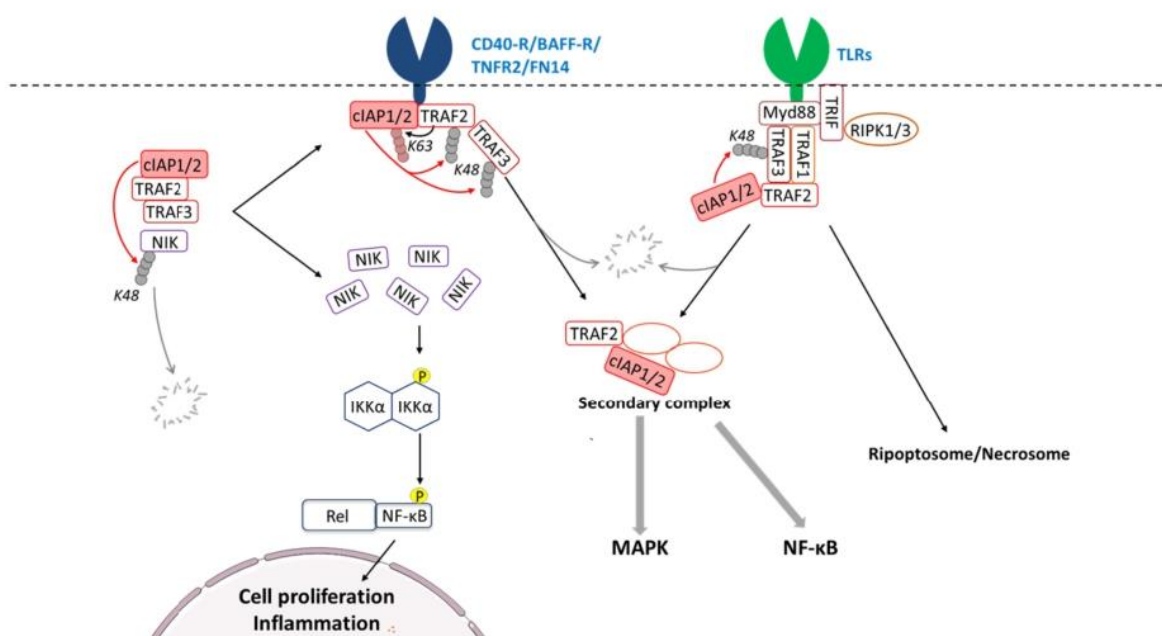 CD40-R/BAFF-R/
TNFR2/FN14
TLRs
cIAP1/2
TRAF2
K63
K48
TRAF3
Myd88
TRIF
RIPK1/3
K48
TRAF3
TRAF1
cIAP1/2
TRAF2
cIAP1/2
TRAF2
TRAF3
NIK
K48
NIK
NIK
NIK
NIK
NIK
TRAF2
cIAP1/2
Secondary complex
P
IKKα
IKKα
Ripoptosome/Necrosome
P
Rel
NF-κB
MAPK
NF-κB
Cell proliferation
Inflammation